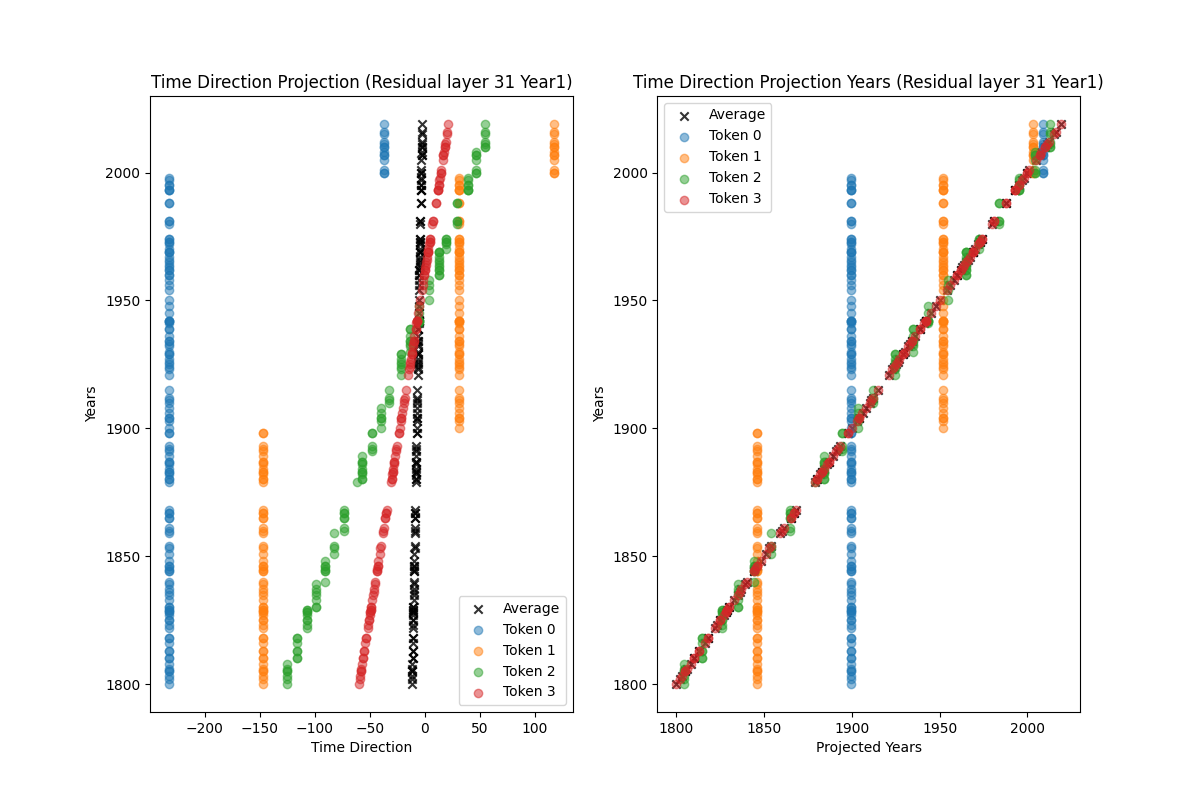 Time Direction Projection (Residual layer 31 Year1)
Years
2000
1950
1900
1850
1800
Average
Token 0
Token 1
Token 2
Token 3
−200
−150
−100
−50
0
50
100
Time Direction
Time Direction Projection Years (Residual layer 31 Year1)
Average
Token 0
Token 1
Token 2
Token 3
Years
2000
1950
1900
1850
1800
1800
1850
1900
1950
2000
Projected Years